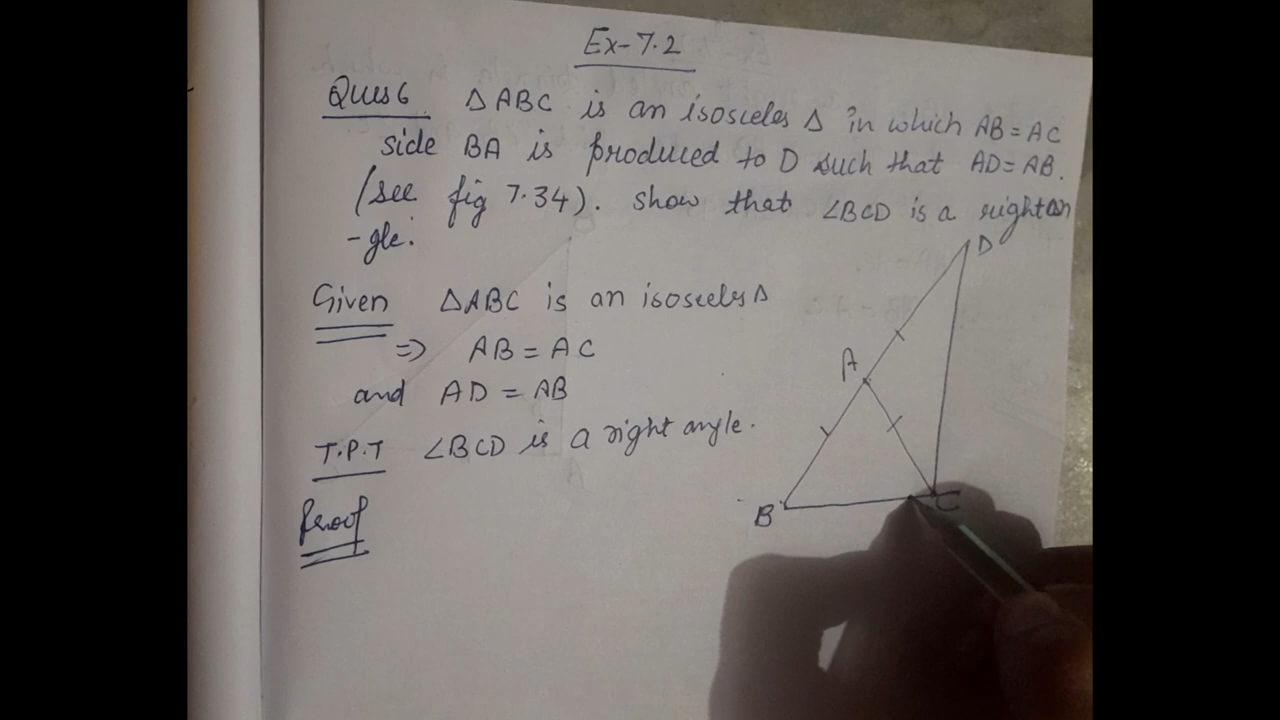 Ex-7.2
Ques6 ΔABC is an isosceles Δ in which AB = AC
side BA is produced to D such that AD = AB.
(see fig 7.34). show that ∠BCD is a right an
-gle.
Given ΔABC is an isosceles Δ
=> AB = AC
and AD = AB
T.P.T ∠BCD is a right angle.
Proof
D
A
B
C